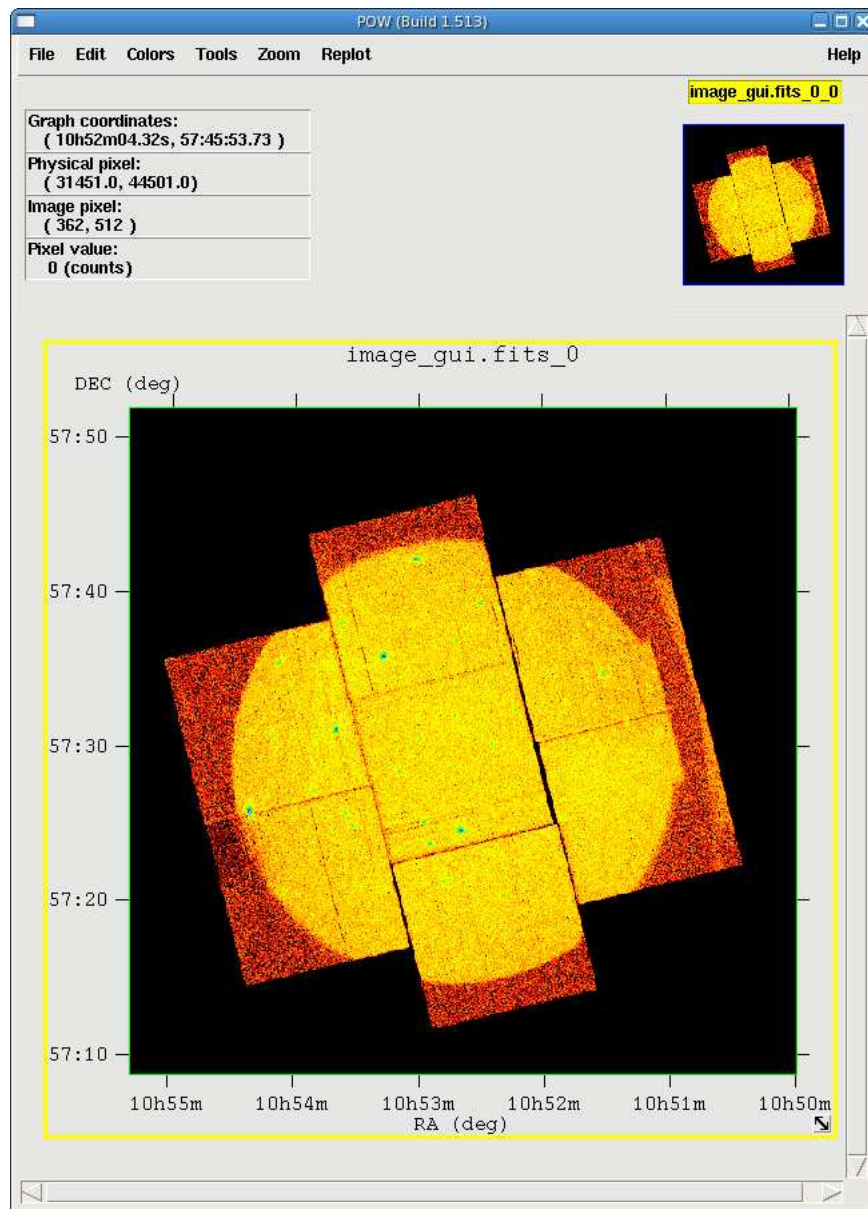 POW (Build 1.513)
File Edit Colors Tools Zoom Replot Help
image_gui.fits_0_0
Graph coordinates:
( 10h52m04.32s, 57:45:53.73 )
Physical pixel:
( 31451.0, 44501.0)
Image pixel:
( 362, 512 )
Pixel value:
0 (counts)
image_gui.fits_0
DEC (deg)
57:50
57:40
57:30
57:20
57:10
10h55m 10h54m 10h53m 10h52m 10h51m 10h50m
RA (deg)